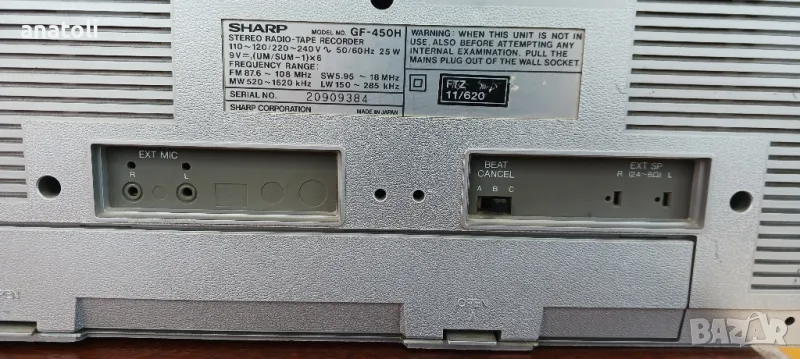 anatoll
SHARP MODEL NO. GF-450H
STEREO RADIO-TAPE RECORDER
110~120/220~240V ∿ 50/60Hz 25W
9V⎓(UM/SUM-1)×6
FREQUENCY RANGE:
FM 87.6 ~ 108 MHz SW 5.95 ~ 18 MHz
MW 520~1620 kHz LW 150 ~ 285 kHz
SERIAL NO. 20909384
SHARP CORPORATION MADE IN JAPAN
WARNING: WHEN THIS UNIT IS NOT IN
USE, ALSO BEFORE ATTEMPTING ANY
INTERNAL EXAMINATION. PULL THE
MAINS PLUG OUT OF THE WALL SOCKET
FTZ
11/620
EXT MIC
R L
BEAT
CANCEL
A B C
EXT SP
R (24~8Ω) L
OPEN
OPEN
BAZAR